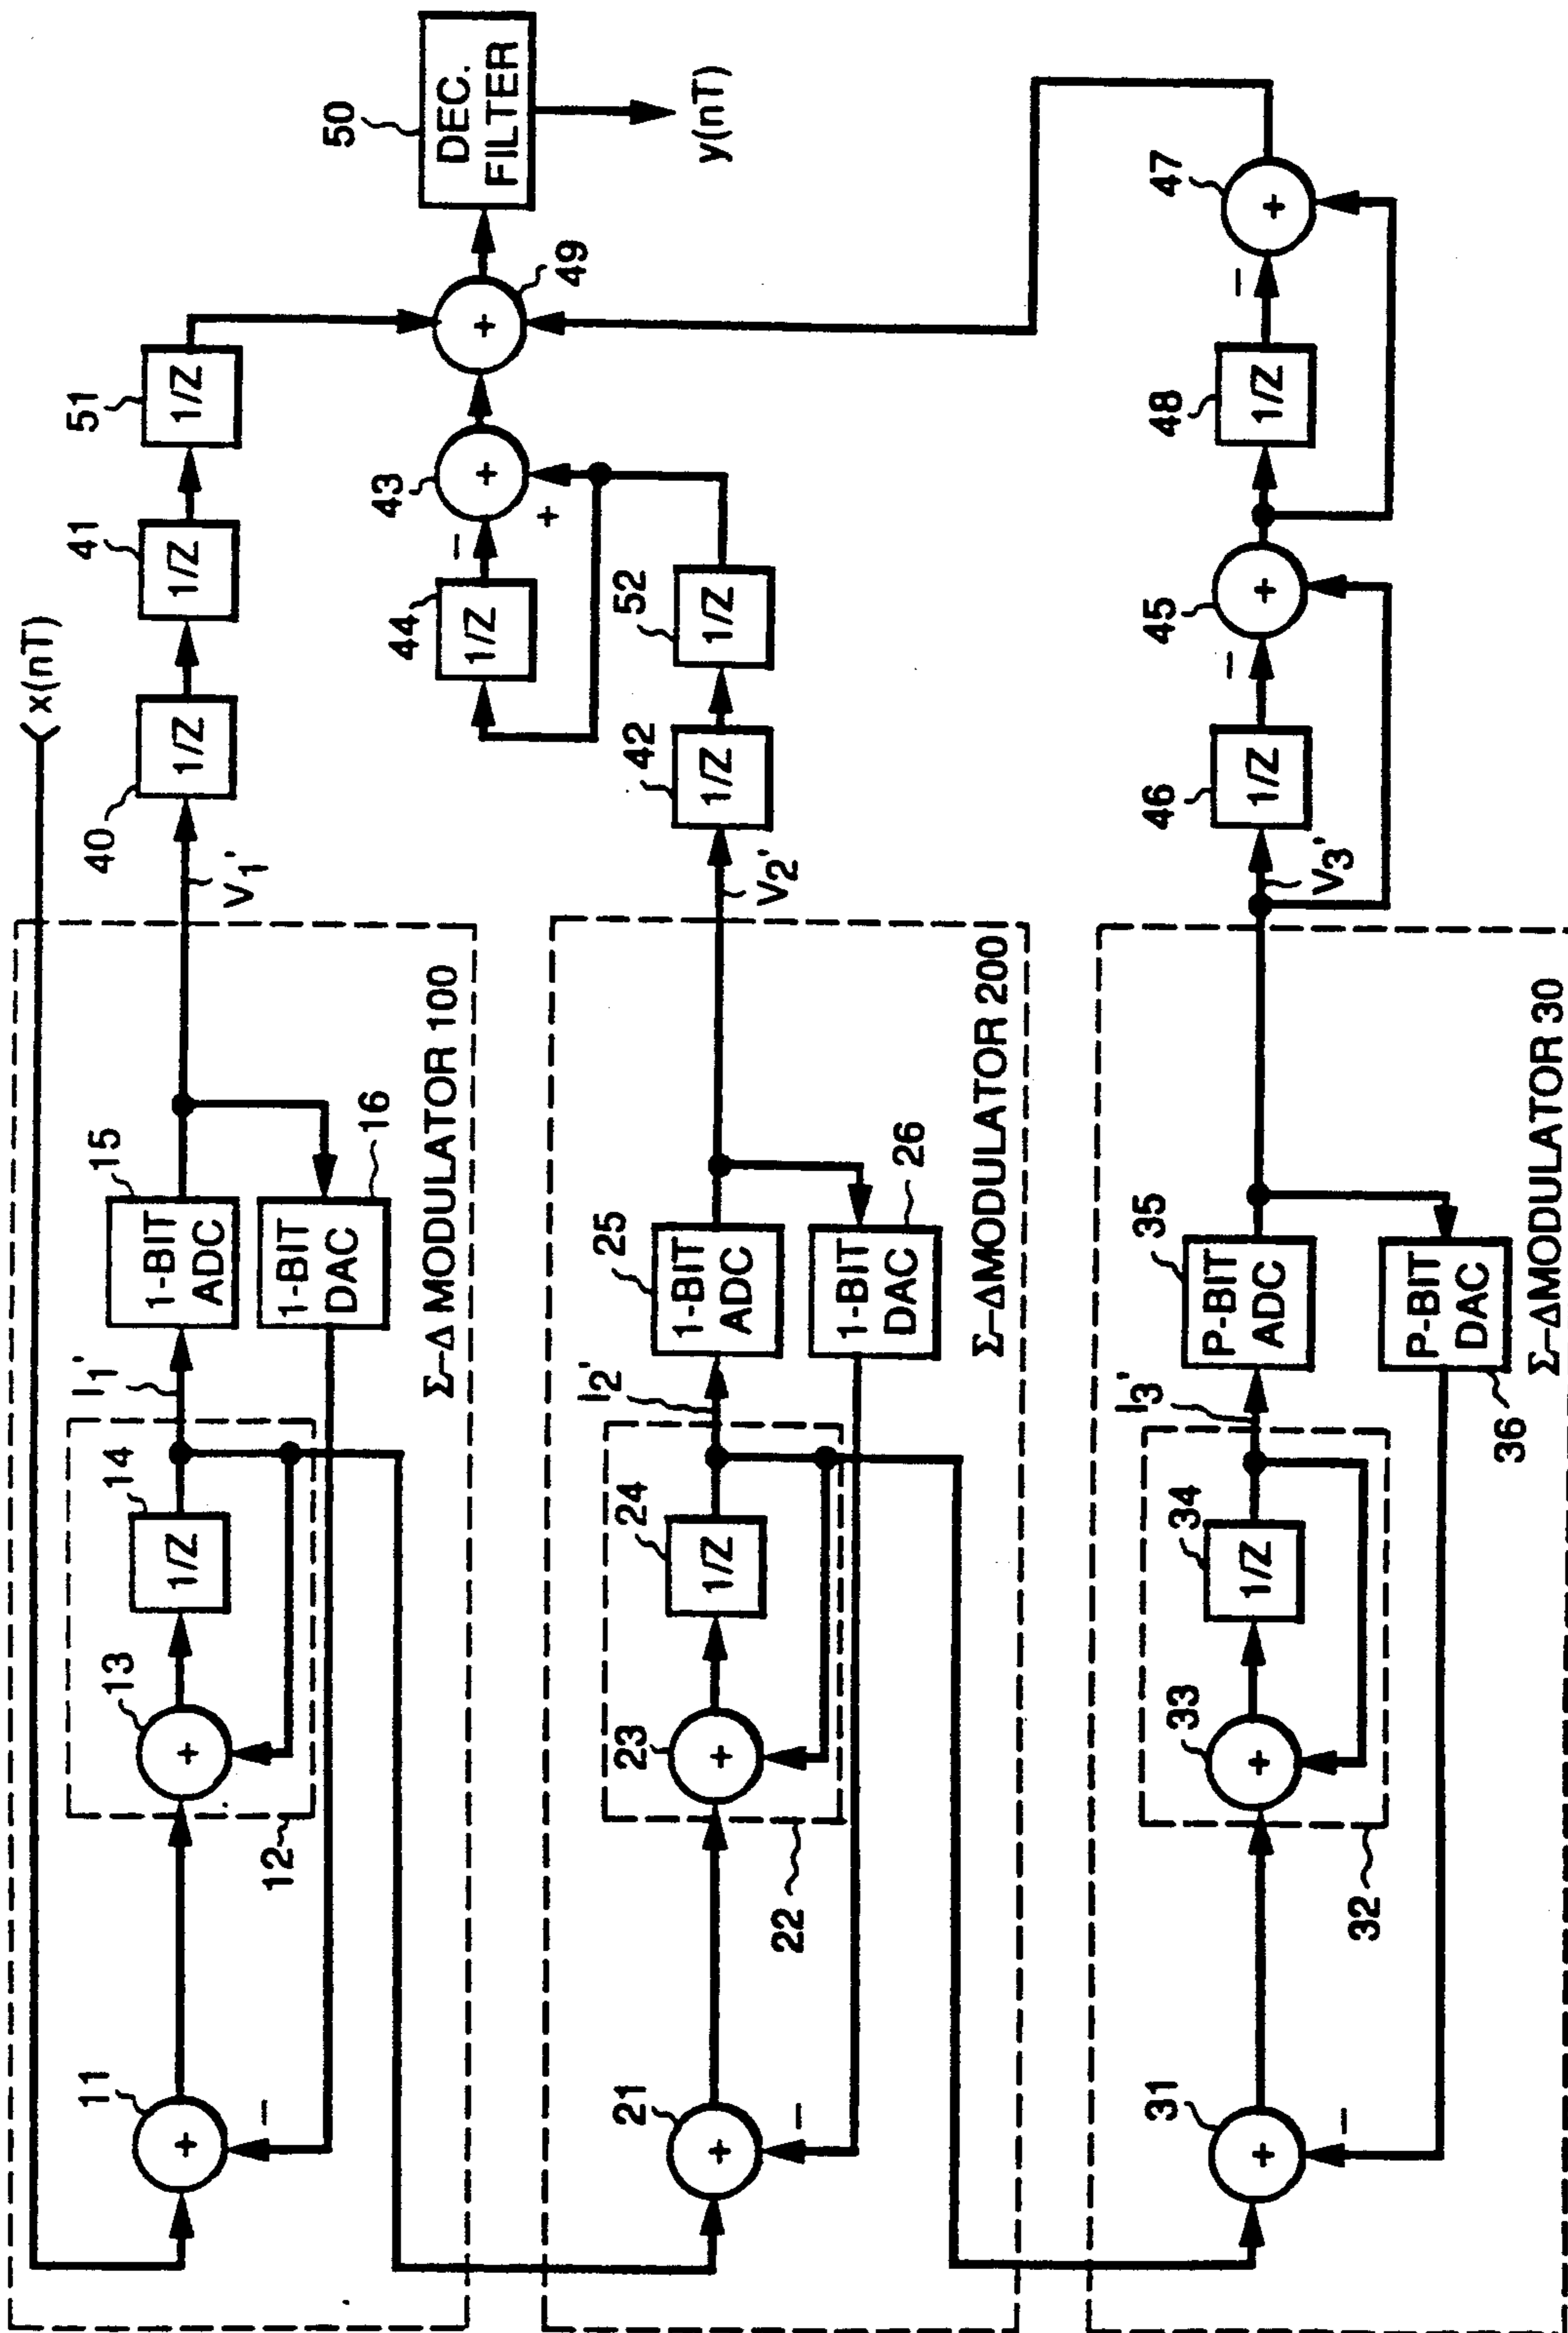 x(nT)
11
12
13
14
1/Z
I1'
15
1-BIT
ADC
1-BIT
DAC
16
Σ–Δ MODULATOR 100
V1'
40
1/Z
41
1/Z
51
1/Z
21
22
23
24
1/Z
I2'
25
1-BIT
ADC
1-BIT
DAC
26
Σ–Δ MODULATOR 200
V2'
42
1/Z
52
1/Z
44
1/Z
–
43
+
49
50
DEC.
FILTER
y(nT)
31
32
33
34
1/Z
I3'
35
P-BIT
ADC
P-BIT
DAC
36
Σ–Δ MODULATOR 30
V3'
46
1/Z
–
45
48
1/Z
–
47